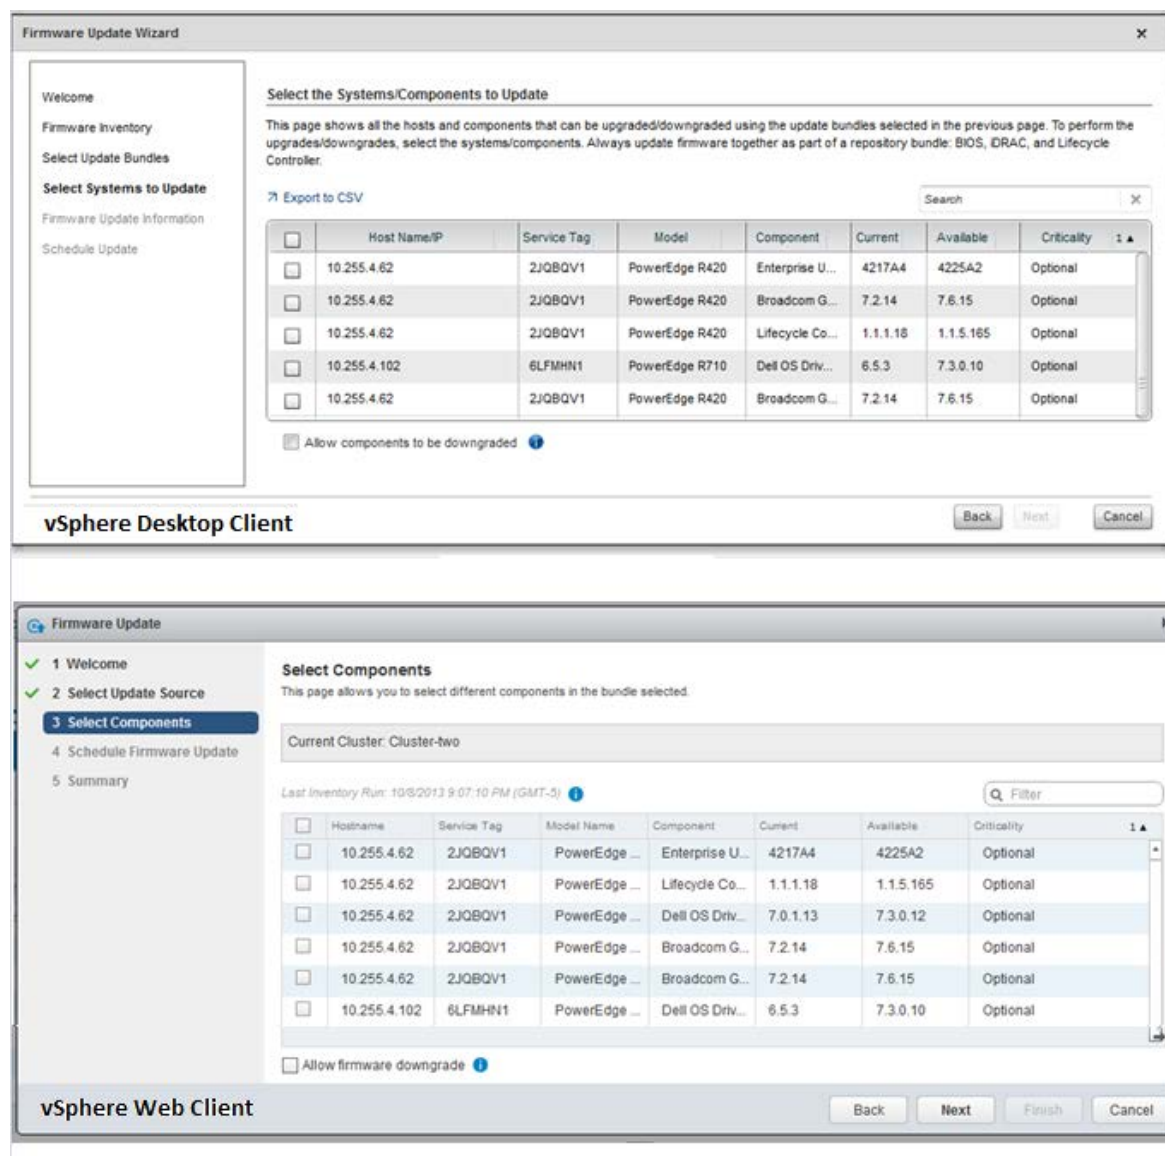 Firmware Update Wizard
Welcome
Firmware Inventory
Select Update Bundles
Select Systems to Update
Firmware Update Information
Schedule Update
Select the Systems/Components to Update
This page shows all the hosts and components that can be upgraded/downgraded using the update bundles selected in the previous page. To perform the
upgrades/downgrades, select the systems/components. Always update firmware together as part of a repository bundle: BIOS, iDRAC, and Lifecycle
Controller.
Export to CSV
Search
Host Name/IP Service Tag Model Component Current Available Criticality 1
10.255.4.62 2JQBQV1 PowerEdge R420 Enterprise U... 4217A4 4225A2 Optional
10.255.4.62 2JQBQV1 PowerEdge R420 Broadcom G... 7.2.14 7.6.15 Optional
10.255.4.62 2JQBQV1 PowerEdge R420 Lifecycle Co... 1.1.1.18 1.1.5.165 Optional
10.255.4.102 6LFMHN1 PowerEdge R710 Dell OS Driv... 6.5.3 7.3.0.10 Optional
10.255.4.62 2JQBQV1 PowerEdge R420 Broadcom G... 7.2.14 7.6.15 Optional
Allow components to be downgraded
vSphere Desktop Client
Back Next Cancel
Firmware Update
1 Welcome
2 Select Update Source
3 Select Components
4 Schedule Firmware Update
5 Summary
Select Components
This page allows you to select different components in the bundle selected.
Current Cluster: Cluster-two
Last Inventory Run: 10/8/2013 9:07:10 PM (GMT-5)
Filter
Hostname Service Tag Model Name Component Current Available Criticality 1
10.255.4.62 2JQBQV1 PowerEdge ... Enterprise U... 4217A4 4225A2 Optional
10.255.4.62 2JQBQV1 PowerEdge ... Lifecycle Co... 1.1.1.18 1.1.5.165 Optional
10.255.4.62 2JQBQV1 PowerEdge ... Dell OS Driv... 7.0.1.13 7.3.0.12 Optional
10.255.4.62 2JQBQV1 PowerEdge ... Broadcom G... 7.2.14 7.6.15 Optional
10.255.4.62 2JQBQV1 PowerEdge ... Broadcom G... 7.2.14 7.6.15 Optional
10.255.4.102 6LFMHN1 PowerEdge ... Dell OS Driv... 6.5.3 7.3.0.10 Optional
Allow firmware downgrade
vSphere Web Client
Back Next Finish Cancel